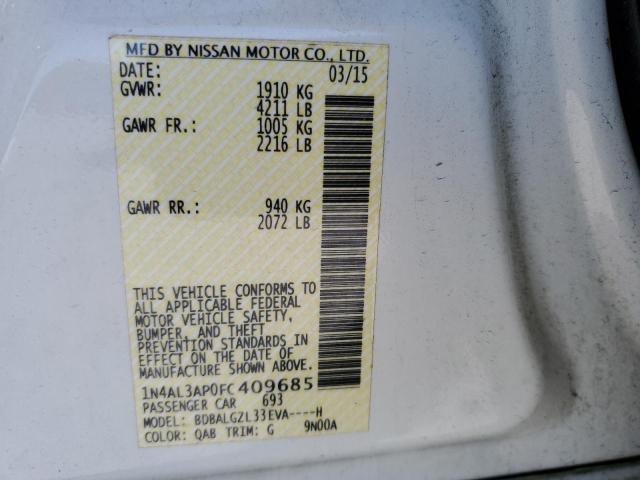 MFD BY NISSAN MOTOR CO., LTD.
DATE: 03/15
GVWR: 1910 KG
4211 LB
GAWR FR.: 1005 KG
2216 LB
GAWR RR.: 940 KG
2072 LB
THIS VEHICLE CONFORMS TO
ALL APPLICABLE FEDERAL
MOTOR VEHICLE SAFETY,
BUMPER, AND THEFT
PREVENTION STANDARDS IN
EFFECT ON THE DATE OF
MANUFACTURE SHOWN ABOVE.
1N4AL3AP0FC409685
PASSENGER CAR 693
MODEL: BDBALGZL33EVA----H
COLOR: QAB TRIM: G 9N00A